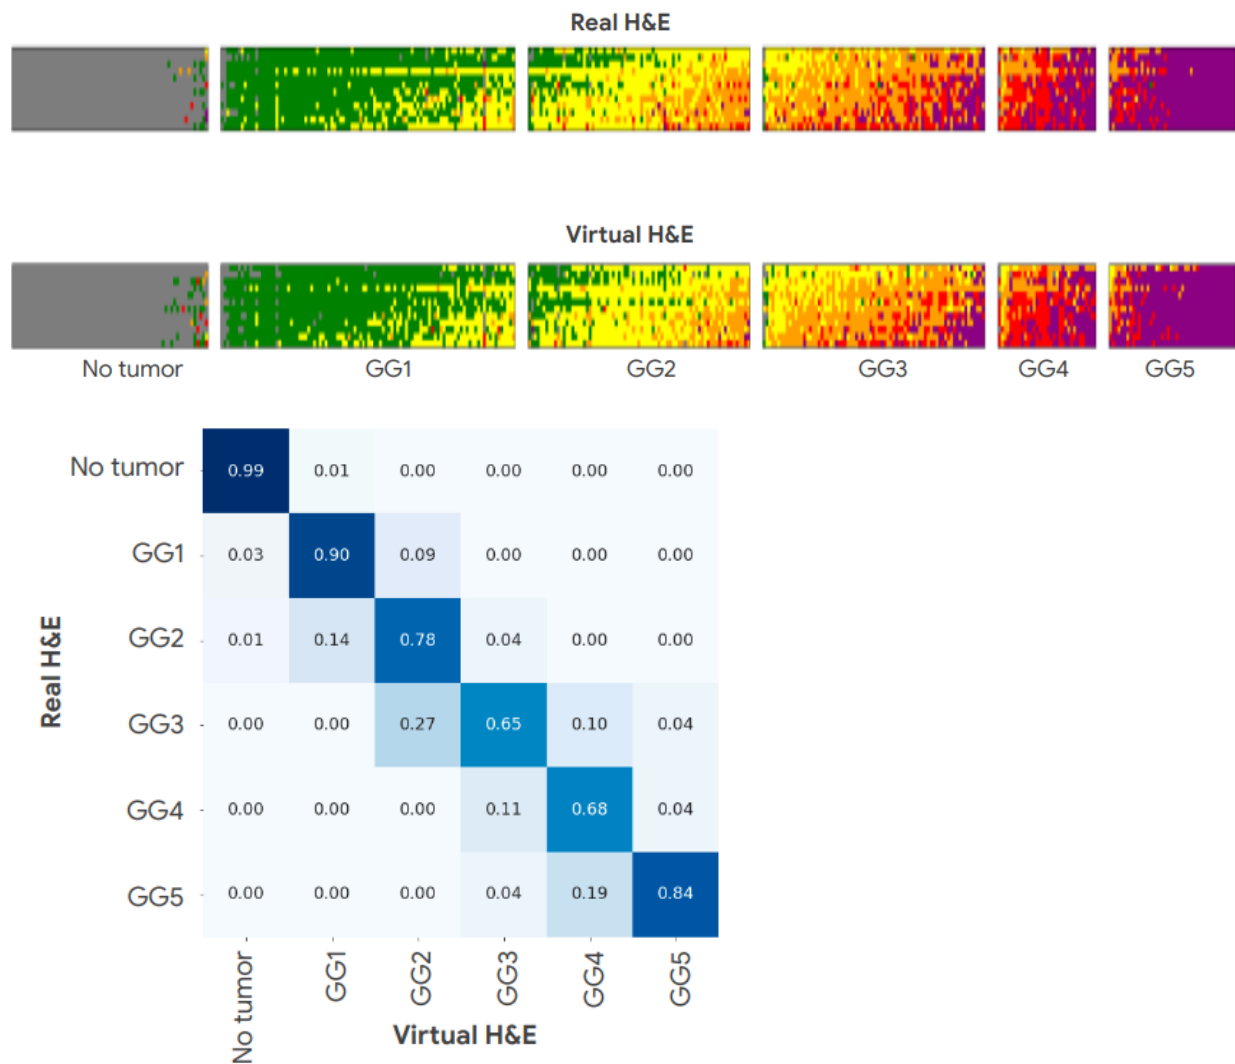 Real H&E
Virtual H&E
No tumor GG1 GG2 GG3 GG4 GG5
No tumor 0.99 0.01 0.00 0.00 0.00 0.00
GG1 0.03 0.90 0.09 0.00 0.00 0.00
GG2 0.01 0.14 0.78 0.04 0.00 0.00
GG3 0.00 0.00 0.27 0.65 0.10 0.04
GG4 0.00 0.00 0.00 0.11 0.68 0.04
GG5 0.00 0.00 0.00 0.04 0.19 0.84
Real H&E
No tumor GG1 GG2 GG3 GG4 GG5
Virtual H&E